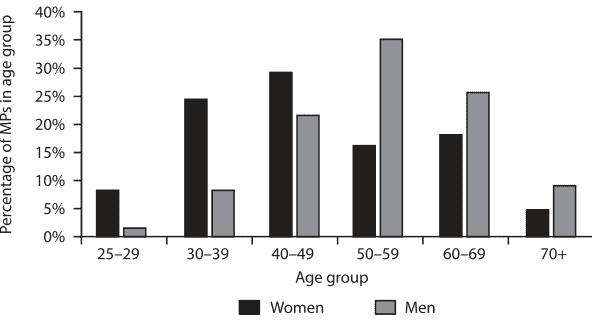 Percentage of MPs in age group
40%
35%
30%
25%
20%
15%
10%
5%
0%
25–29 30–39 40–49 50–59 60–69 70+
Age group
Women Men